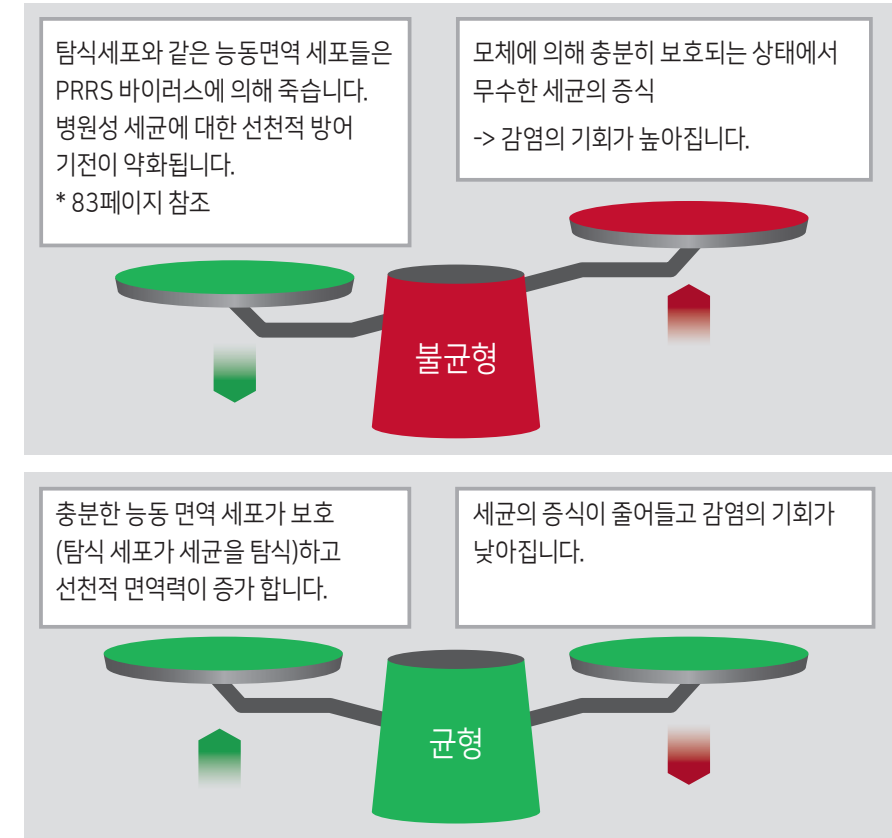 탐식세포와 같은 능동면역 세포들은
PRRS 바이러스에 의해 죽습니다.
병원성 세균에 대한 선천적 방어
기전이 약화됩니다.
* 83페이지 참조
모체에 의해 충분히 보호되는 상태에서
무수한 세균의 증식
-> 감염의 기회가 높아집니다.
불균형
충분한 능동 면역 세포가 보호
(탐식 세포가 세균을 탐식)하고
선천적 면역력이 증가 합니다.
세균의 증식이 줄어들고 감염의 기회가
낮아집니다.
균형